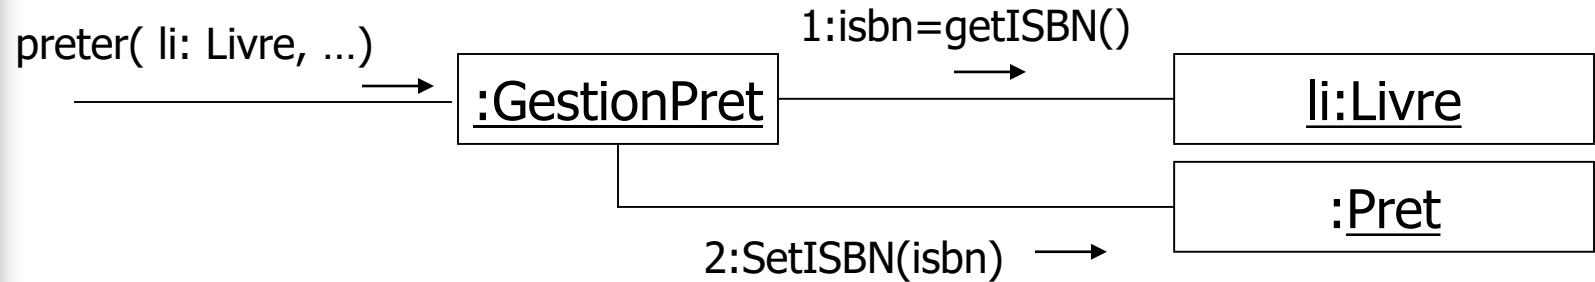 1:isbn=getISBN()
preter( li: Livre, ...)
:GestionPret
li:Livre
:Pret
2:SetISBN(isbn)